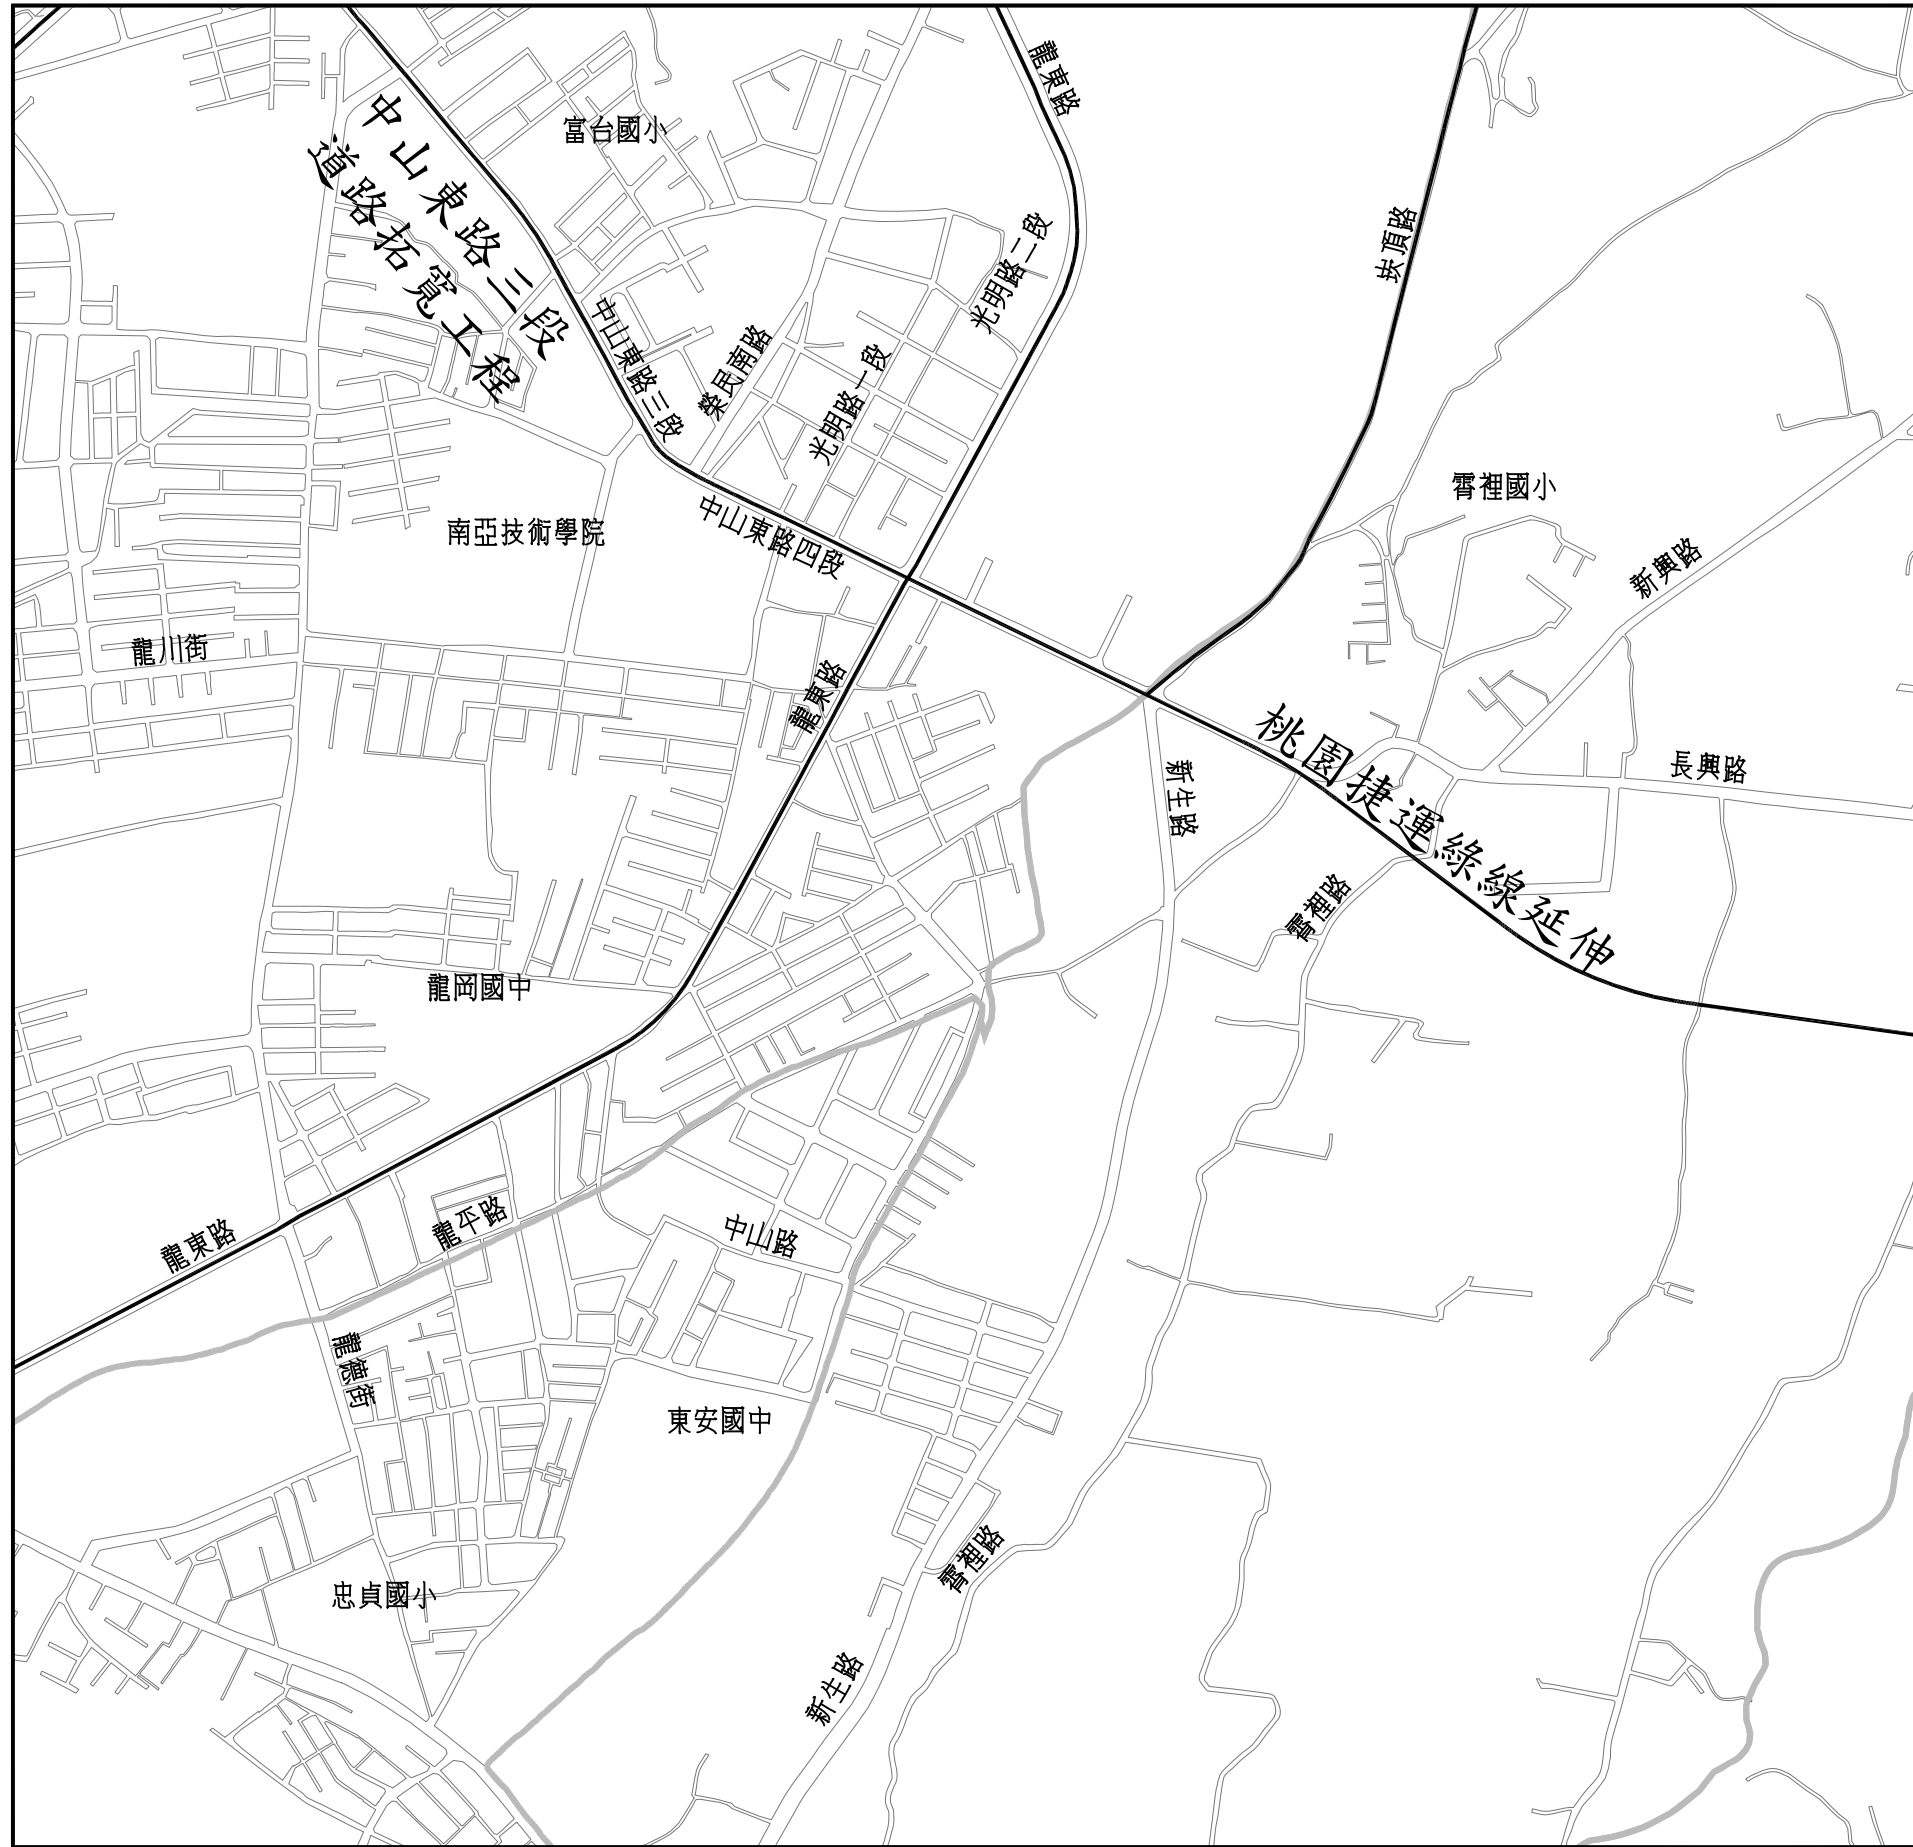 龍東路
中山東路三段
道路拓寬工程
富台國小
光明路二段
崁頂路
中山東路三段
榮民南路
光明路一段
霄裡國小
中山東路四段
南亞技術學院
新興路
龍川街
龍東路
桃園捷運綠線延伸
新生路
長興路
霄裡路
龍岡國中
龍平路
中山路
龍東路
龍德街
東安國中
霄裡路
忠貞國小
新生路